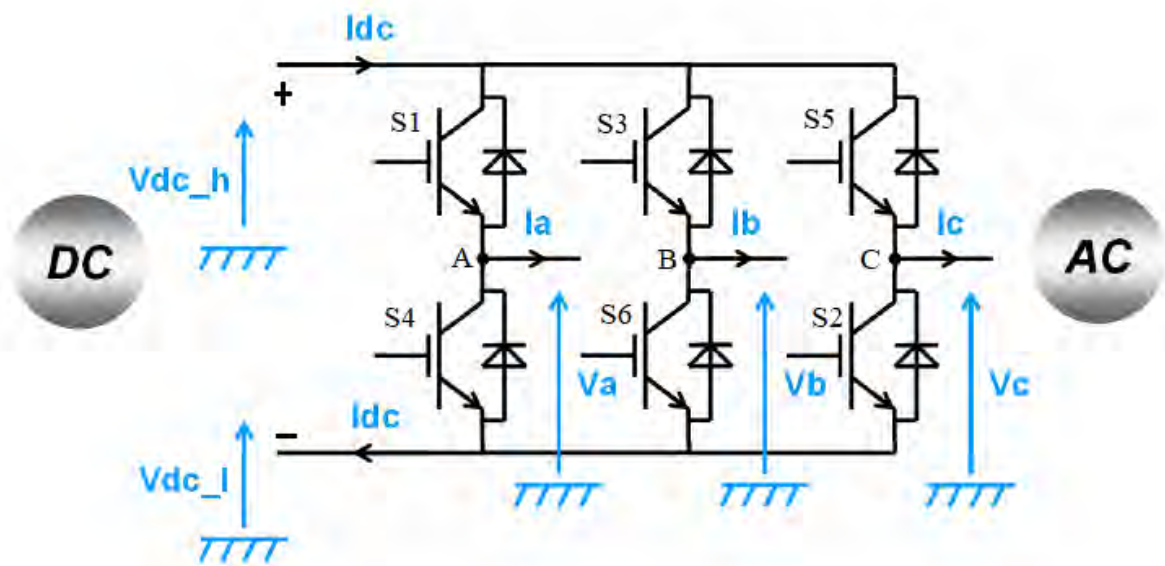 Idc
+
S1
S3
S5
Vdc_h
DC
Ia
Ib
Ic
A
B
C
AC
S4
S6
S2
Va
Vb
Vc
Idc
−
Vdc_l